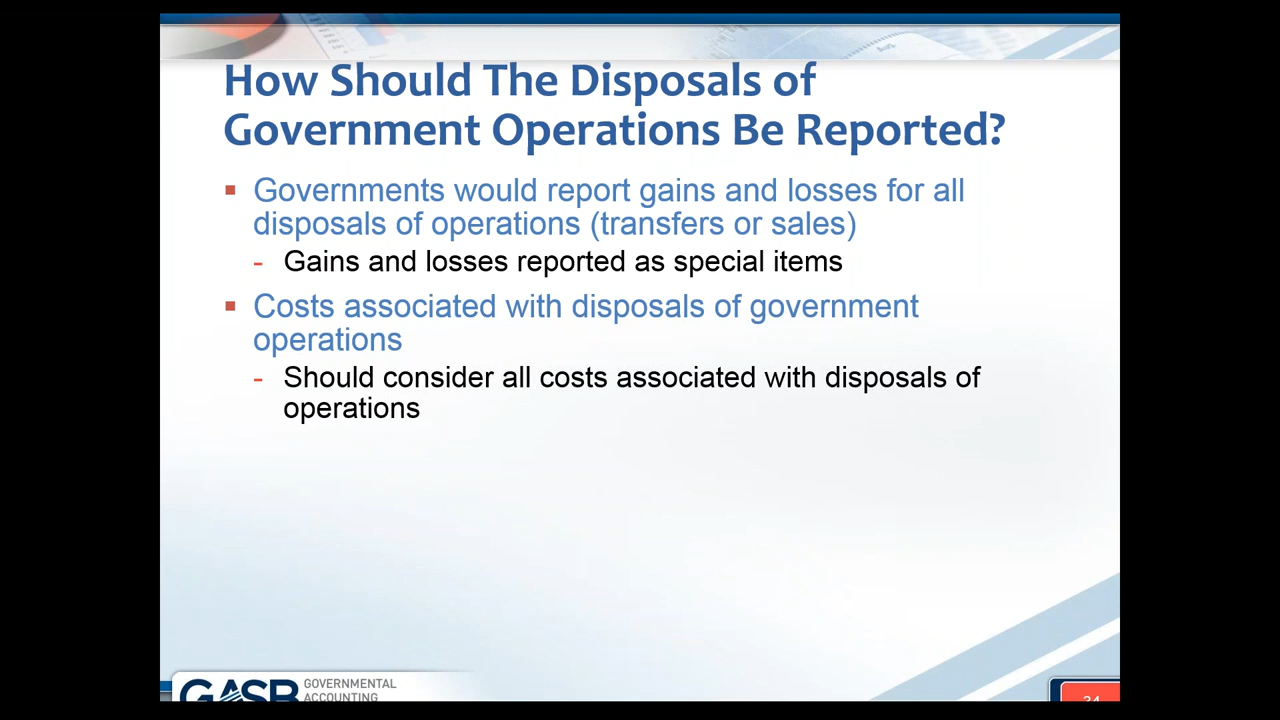 How Should The Disposals of
Government Operations Be Reported?
Governments would report gains and losses for all
disposals of operations (transfers or sales)
- Gains and losses reported as special items
Costs associated with disposals of government
operations
- Should consider all costs associated with disposals of
operations
GASB
GOVERNMENTAL
ACCOUNTING